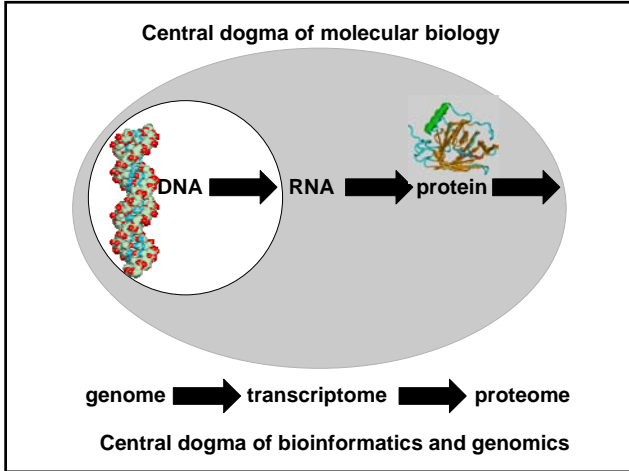 Central dogma of molecular biology
DNA RNA protein
genome transcriptome proteome
Central dogma of bioinformatics and genomics